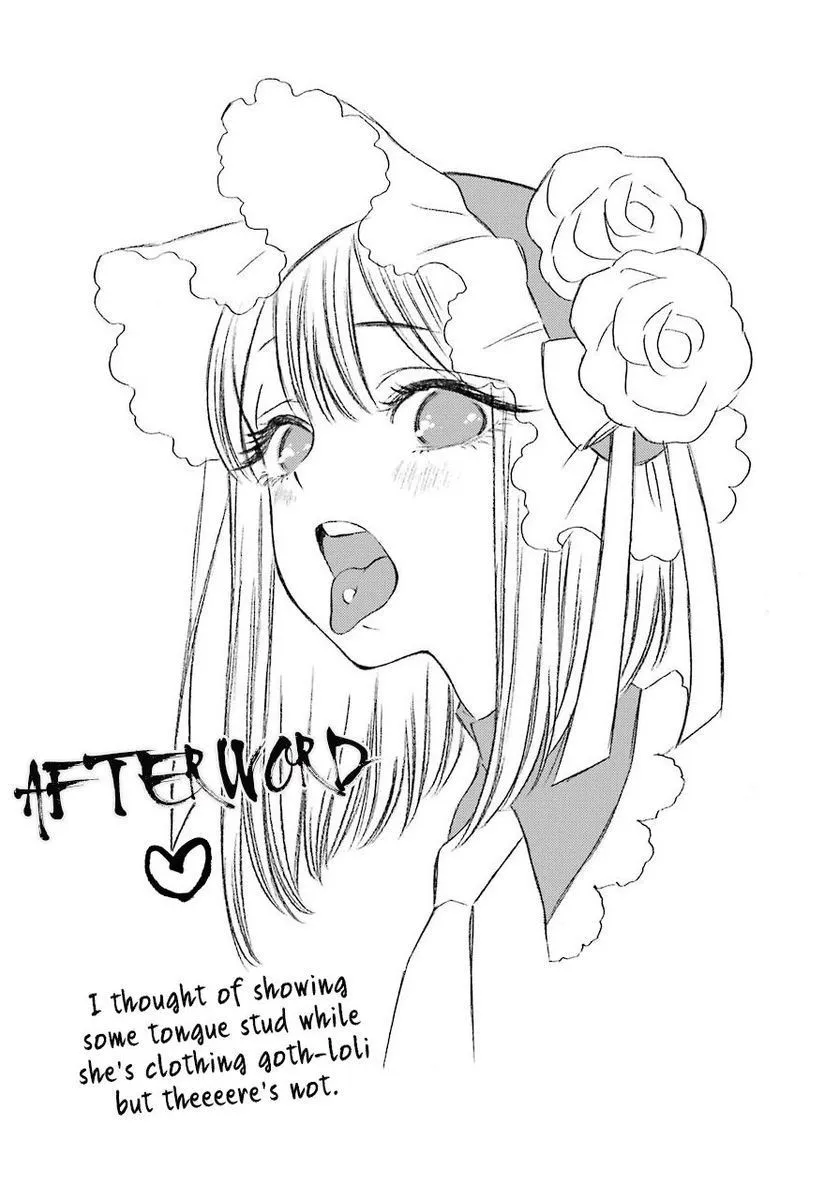 AFTERWORD
I thought of showing
some tongue stud while
she's clothing goth-loli
but theeeere's not.